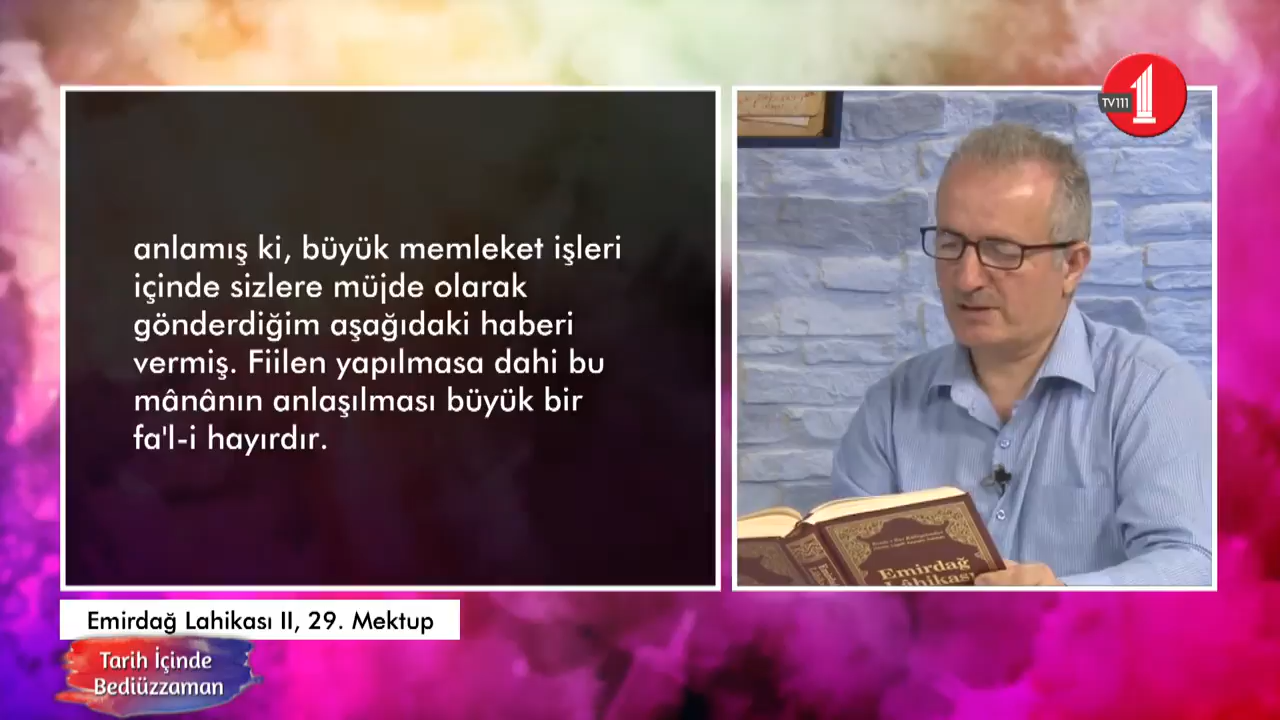 TV111
1
anlamış ki, büyük memleket işleri
içinde sizlere müjde olarak
gönderdiğim aşağıdaki haberi
vermiş. Fiilen yapılmasa dahi bu
mânânın anlaşılması büyük bir
fa'l-i hayırdır.
Emirdağ
Lâhikası
Emirdağ Lahikası II, 29. Mektup
Tarih İçinde
Bediüzzaman